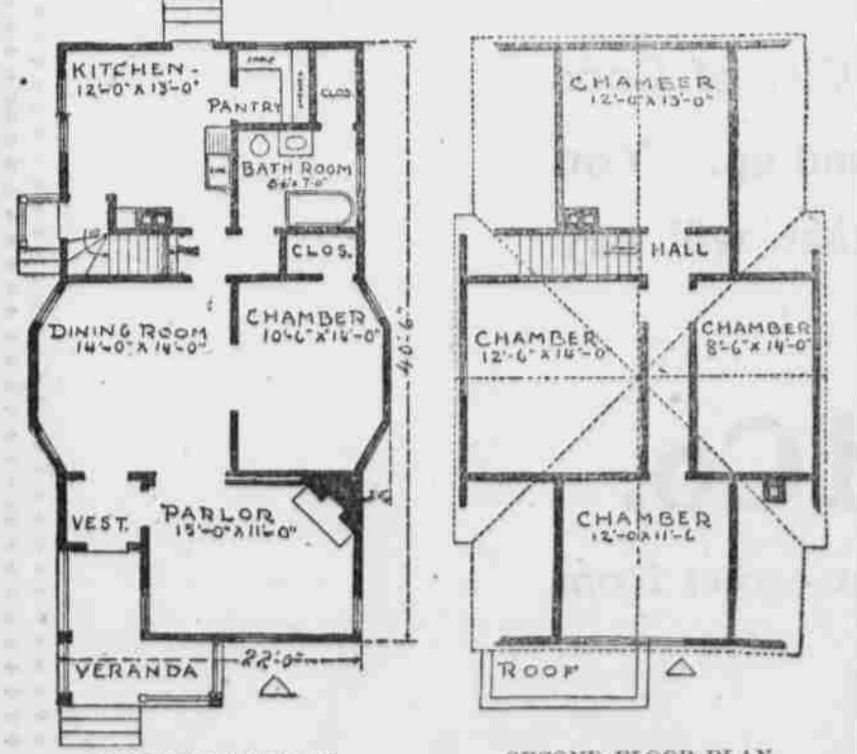 KITCHEN-
12'-0" X 13'-0"
PANTRY
CLOS.
BATH ROOM
UP
CLOS.
DINING ROOM
14'-0" X 14'-0"
CHAMBER
10'-6" X 14'-0"
40'-6"
VEST.
PARLOR
15'-0" X 11'-0"
VERANDA
22'-0"
CHAMBER
12'-0" X 13'-0"
HALL
CHAMBER
12'-6" X 14'-0"
CHAMBER
8'-6" X 14'-0"
CHAMBER
12'-0 X 11'-6
ROOF
SECOND FLOOR PLAN